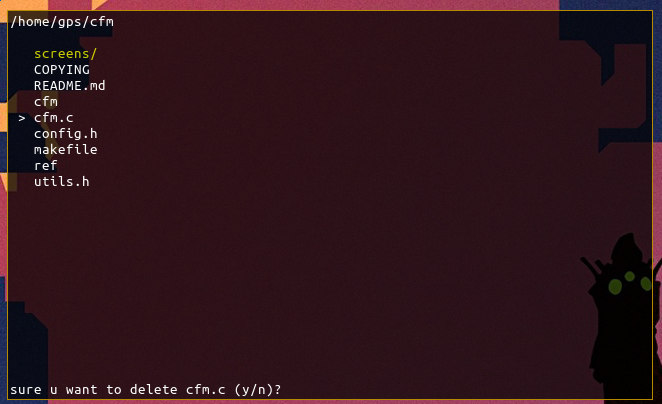 /home/gps/cfm
screens/
COPYING
README.md
cfm
> cfm.c
config.h
makefile
ref
utils.h
sure u want to delete cfm.c (y/n)?